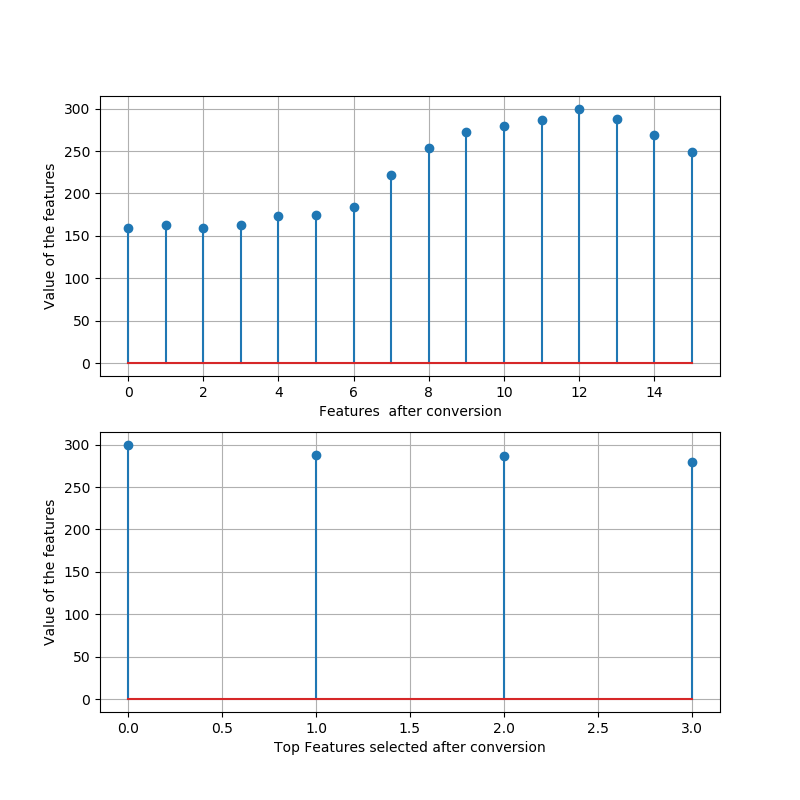 300
250
200
150
100
50
0
Value of the features
0 2 4 6 8 10 12 14
Features  after conversion
300
250
200
150
100
50
0
Value of the features
0.0 0.5 1.0 1.5 2.0 2.5 3.0
Top Features selected after conversion